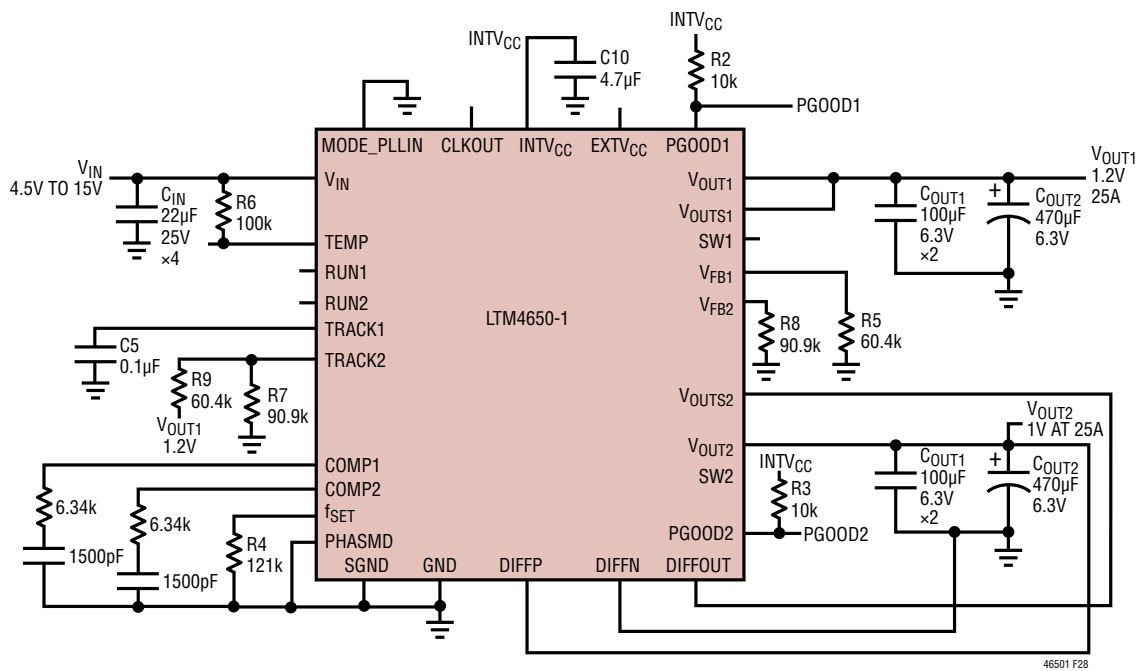 INTVCC
C10
4.7µF
INTVCC
R2
10k
PGOOD1
MODE_PLLIN
CLKOUT
INTVCC
EXTVCC
PGOOD1
VIN
4.5V TO 15V
CIN
22µF
25V
×4
R6
100k
VIN
TEMP
RUN1
RUN2
TRACK1
TRACK2
C5
0.1µF
R9
60.4k
VOUT1
1.2V
R7
90.9k
LTM4650-1
VOUT1
VOUTS1
SW1
VFB1
VFB2
R8
90.9k
R5
60.4k
COUT1
100µF
6.3V
×2
+
COUT2
470µF
6.3V
VOUT1
1.2V
25A
VOUTS2
VOUT2
SW2
INTVCC
R3
10k
PGOOD2
PGOOD2
VOUT2
1V AT 25A
COUT1
100µF
6.3V
×2
+
COUT2
470µF
6.3V
COMP1
COMP2
fSET
PHASMD
6.34k
1500pF
6.34k
1500pF
R4
121k
SGND
GND
DIFFP
DIFFN
DIFFOUT
46501 F28